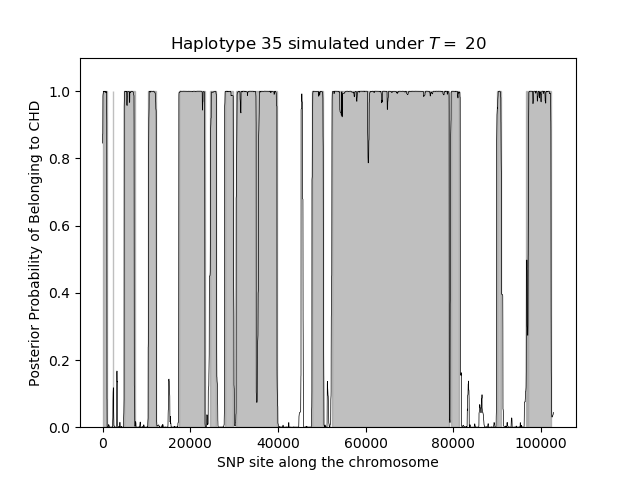 Haplotype 35 simulated under T = 20
Posterior Probability of Belonging to CHD
1.0
0.8
0.6
0.4
0.2
0.0
0 20000 40000 60000 80000 100000
SNP site along the chromosome